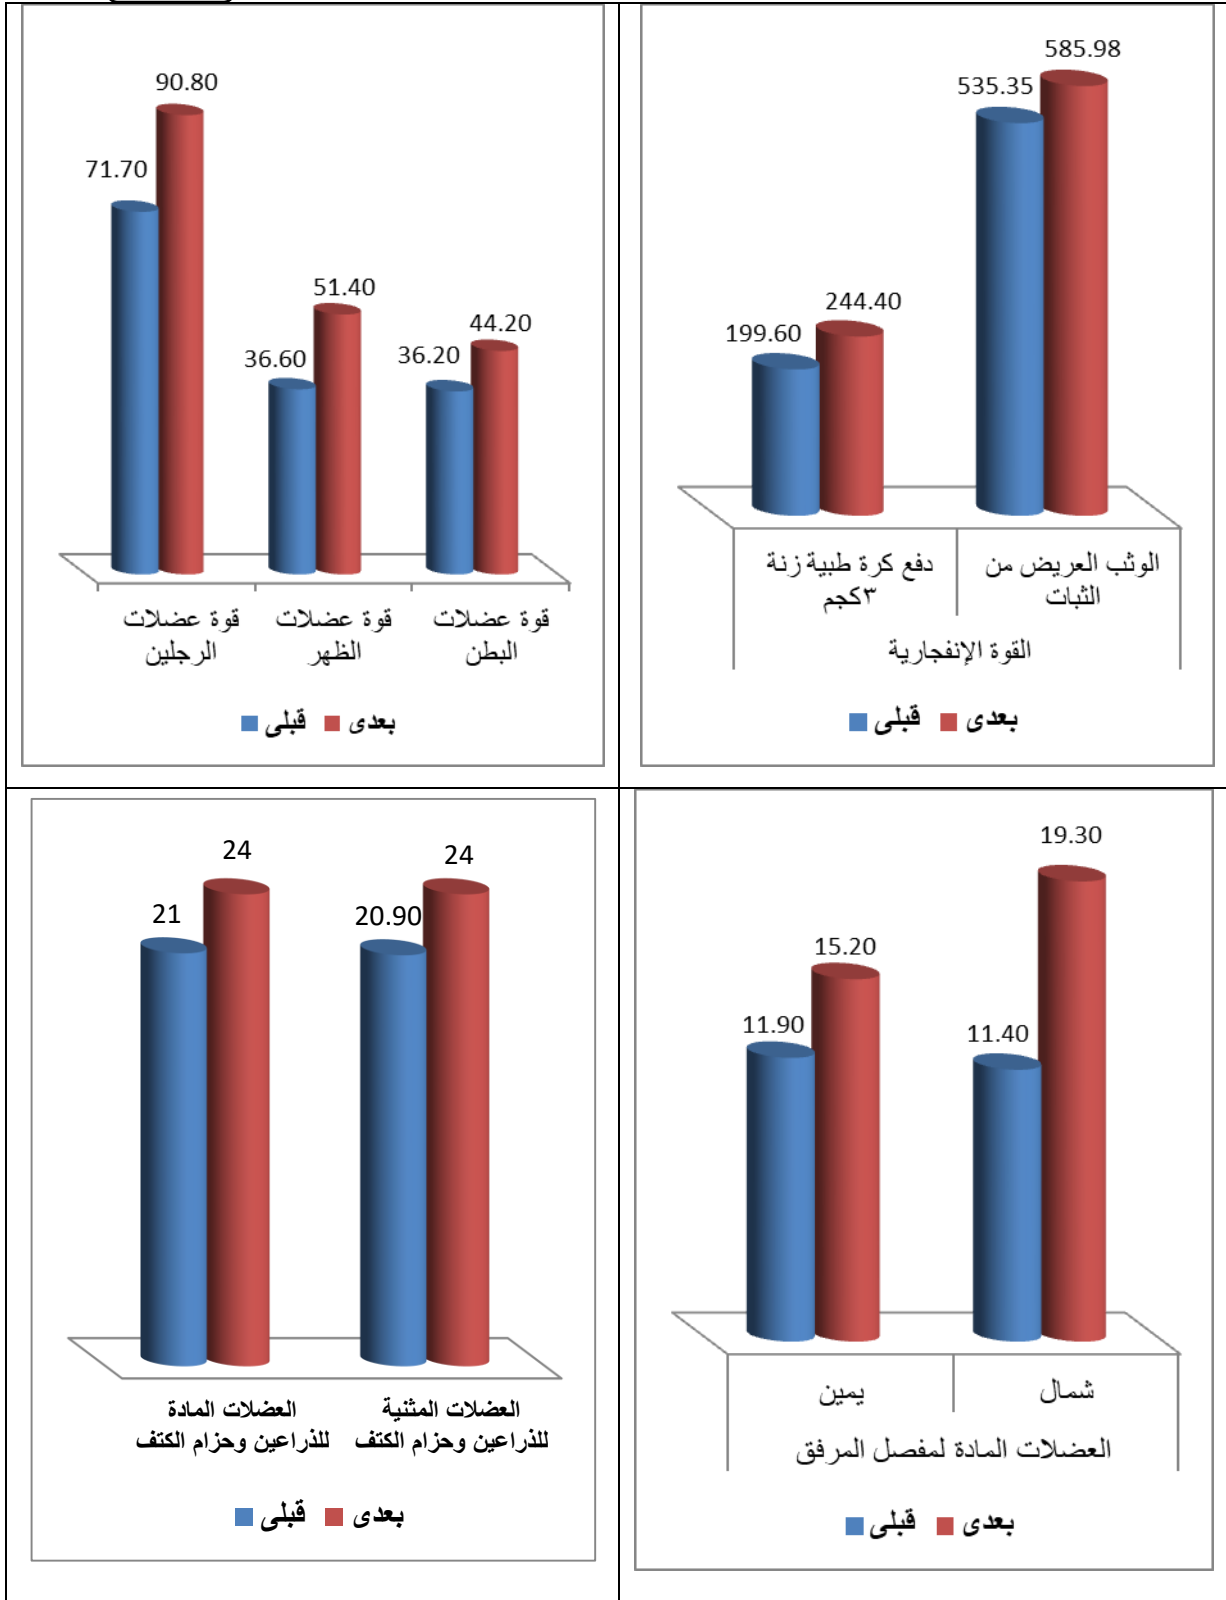 90.80
71.70
51.40
36.60
44.20
36.20
قوة عضلات
الرجلين
قوة عضلات
الظهر
قوة عضلات
البطن
قبلى
بعدى
585.98
535.35
244.40
199.60
دفع كرة طبية زنة
٣كجم
الوثب العريض من
الثبات
القوة الإنفجارية
قبلى
بعدى
24
24
21
20.90
العضلات المادة
للذراعين وحزام الكتف
العضلات المثنية
للذراعين وحزام الكتف
قبلى
بعدى
19.30
15.20
11.90
11.40
يمين
شمال
العضلات المادة لمفصل المرفق
قبلى
بعدى